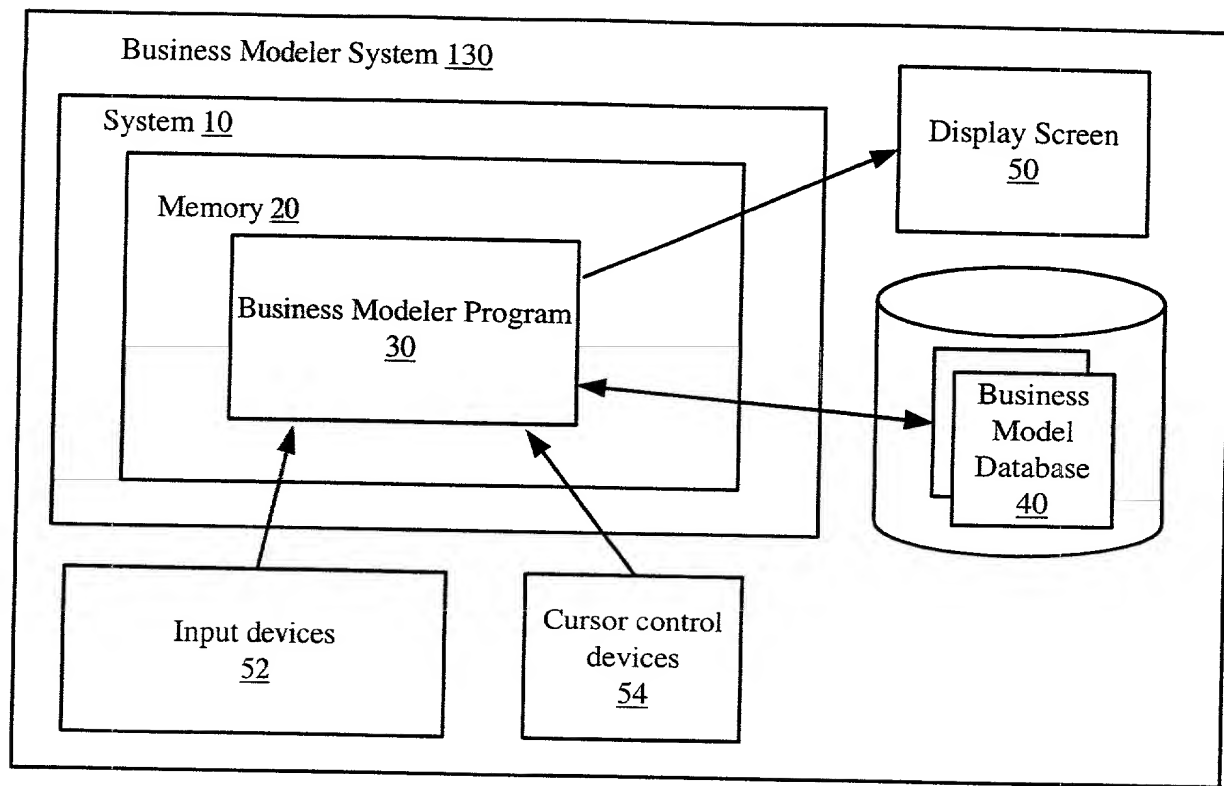 Business Modeler System 130
System 10
Display Screen
50
Memory 20
Business Modeler Program
30
Business
Model
Database
40
Input devices
52
Cursor control
devices
54